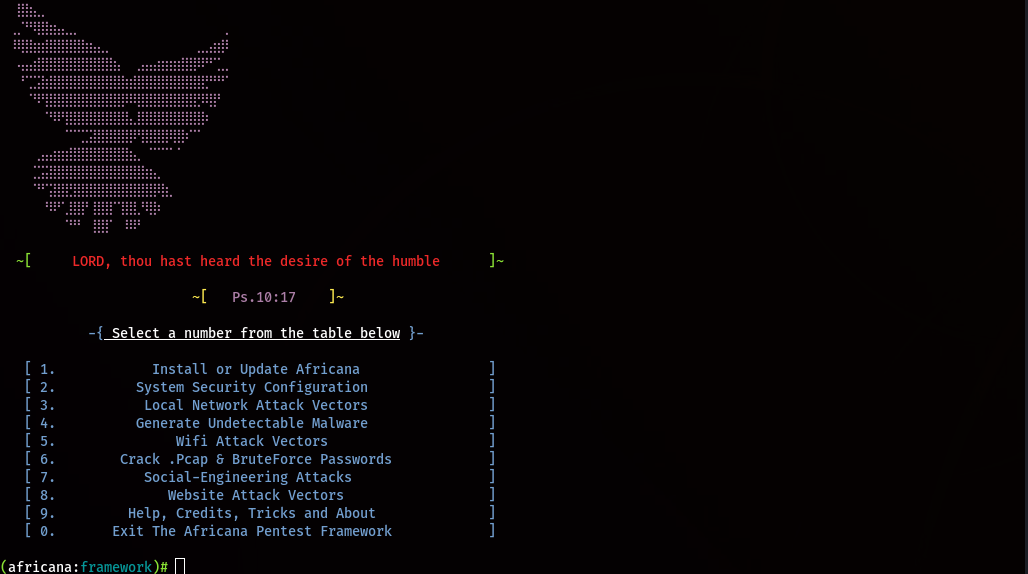 ~[ LORD, thou hast heard the desire of the humble ]~
~[ Ps.10:17 ]~
-{ Select a number from the table below }-
[ 1. Install or Update Africana ]
[ 2. System Security Configuration ]
[ 3. Local Network Attack Vectors ]
[ 4. Generate Undetectable Malware ]
[ 5. Wifi Attack Vectors ]
[ 6. Crack .Pcap & BruteForce Passwords ]
[ 7. Social-Engineering Attacks ]
[ 8. Website Attack Vectors ]
[ 9. Help, Credits, Tricks and About ]
[ 0. Exit The Africana Pentest Framework ]
(africana:framework)#